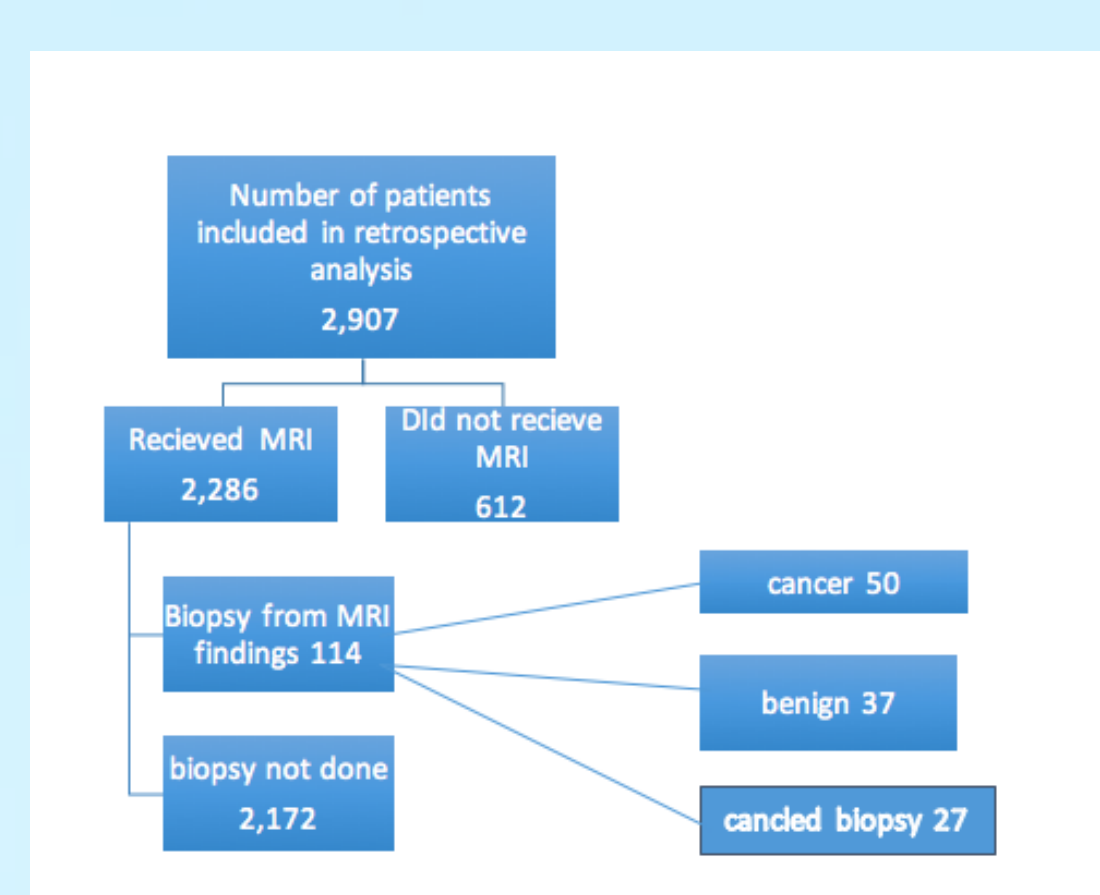 Number of patients
included in retrospective
analysis
2,907
Recieved MRI
2,286
DId not recieve
MRI
612
Biopsy from MRI
findings 114
biopsy not done
2,172
cancer 50
benign 37
cancled biopsy 27